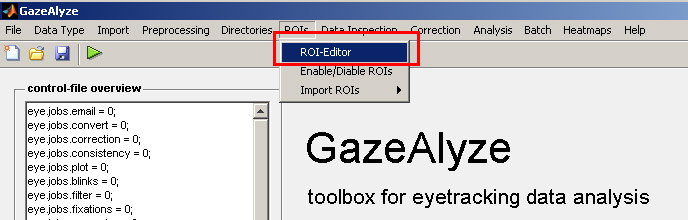 GazeAlyze
File Data Type Import Preprocessing Directories ROIs Data Inspection Correction Analysis Batch Heatmaps Help
ROI-Editor
Enable/Diable ROIs
Import ROIs
control-file overview
eye.jobs.email = 0;
eye.jobs.convert = 0;
eye.jobs.correction = 0;
eye.jobs.consistency = 0;
eye.jobs.plot = 0;
eye.jobs.blinks = 0;
eye.jobs.filter = 0;
eye.jobs.fixations = 0;
GazeAlyze
toolbox for eyetracking data analysis